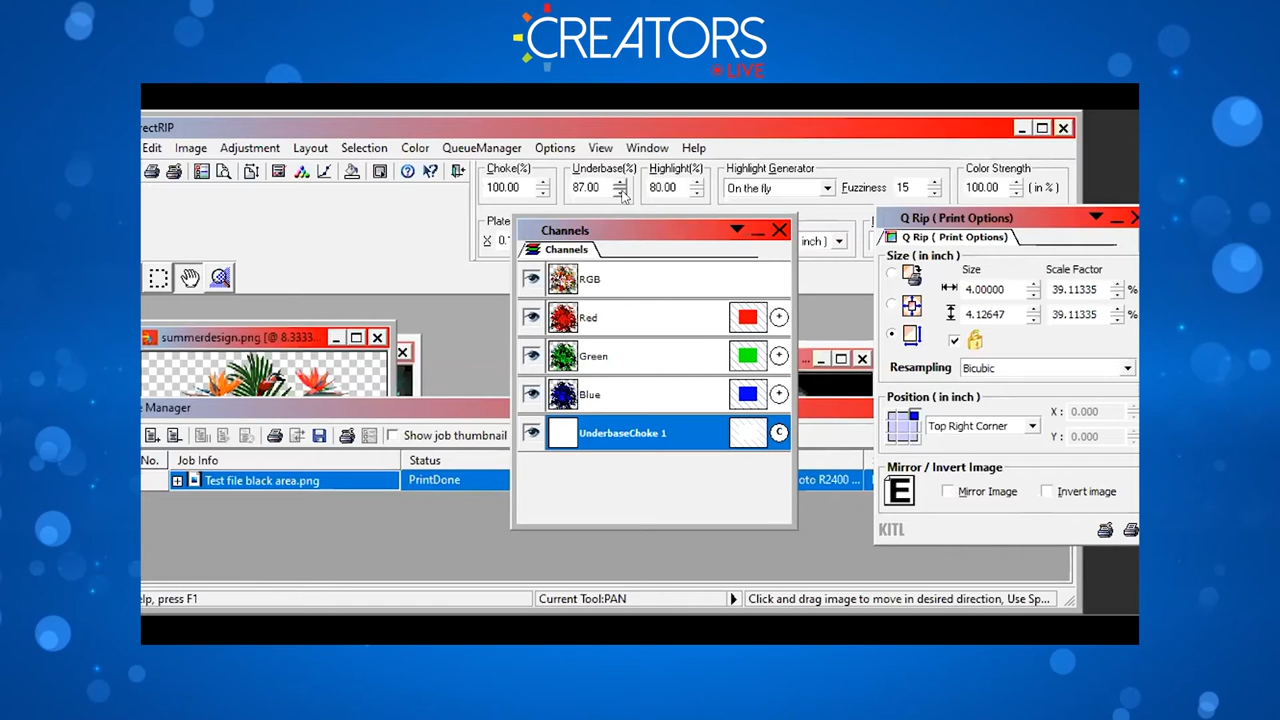 CREATORS
LIVE
rectRIP
Edit Image Adjustment Layout Selection Color QueueManager Options View Window Help
Choke(%) Underbase(%) Highlight(%) Highlight Generator Color Strength
100.00 87.00 80.00 On the fly Fuzziness 15 100.00 ( in % )
Plate
X 0.
inch )
Channels
Channels
RGB
Red
Green
Blue
UnderbaseChoke 1
C
Q Rip ( Print Options)
Q Rip ( Print Options)
Size ( in inch )
Size Scale Factor
4.00000 39.11335 %
4.12647 39.11335 %
Resampling Bicubic
Position ( in inch )
Top Right Corner
X : 0.000
Y : 0.000
Mirror / Invert Image
E Mirror Image Invert image
KITL
summerdesign.png [@ 8.3333...
...
e Manager
Show job thumbnail
No. Job Info Status
Test file black area.png PrintDone oto R2400 ...
elp, press F1 Current Tool:PAN Click and drag image to move in desired direction, Use Sp...